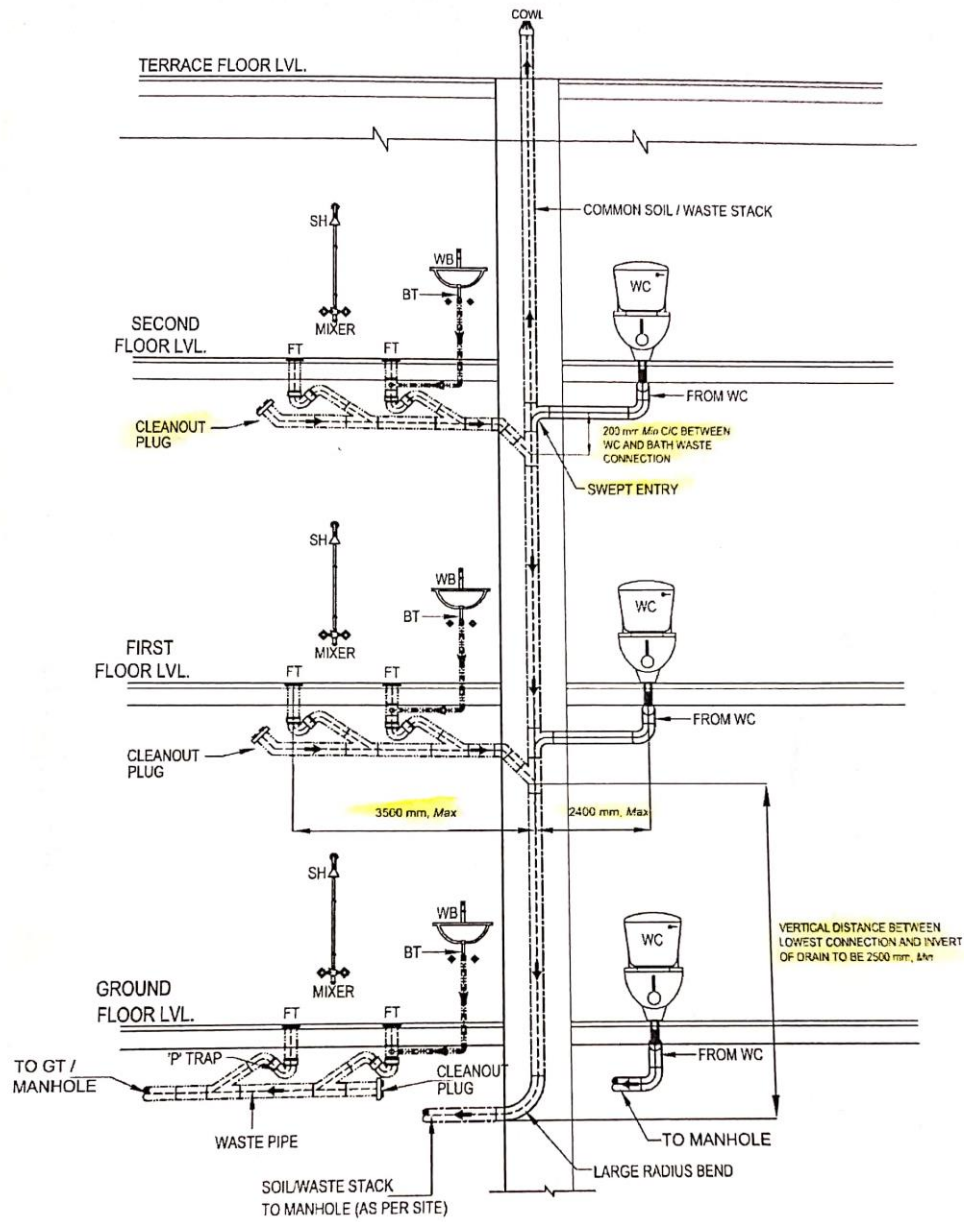 COWL
TERRACE FLOOR LVL.
COMMON SOIL / WASTE STACK
SH
WB
WC
BT
MIXER
SECOND
FLOOR LVL.
FT
FT
FROM WC
CLEANOUT
PLUG
200 mm Min C/C BETWEEN
WC AND BATH WASTE
CONNECTION
SWEPT ENTRY
SH
WB
WC
BT
MIXER
FIRST
FLOOR LVL.
FT
FT
FROM WC
CLEANOUT
PLUG
3500 mm, Max
2400 mm, Max
SH
WB
WC
BT
VERTICAL DISTANCE BETWEEN
LOWEST CONNECTION AND INVERT
OF DRAIN TO BE 2500 mm, Min
MIXER
GROUND
FLOOR LVL.
FT
FT
'P' TRAP
FROM WC
TO GT /
MANHOLE
CLEANOUT
PLUG
WASTE PIPE
TO MANHOLE
LARGE RADIUS BEND
SOIL/WASTE STACK
TO MANHOLE (AS PER SITE)